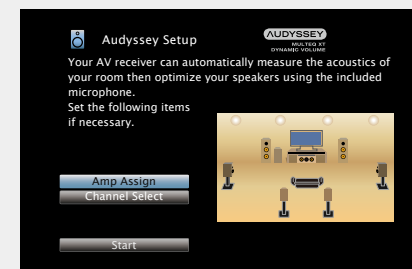 Audyssey Setup
AUDYSSEY
MULTEQ XT
DYNAMIC VOLUME
Your AV receiver can automatically measure the acoustics of
your room then optimize your speakers using the included
microphone.
Set the following items
if necessary.
Amp Assign
Channel Select
Start